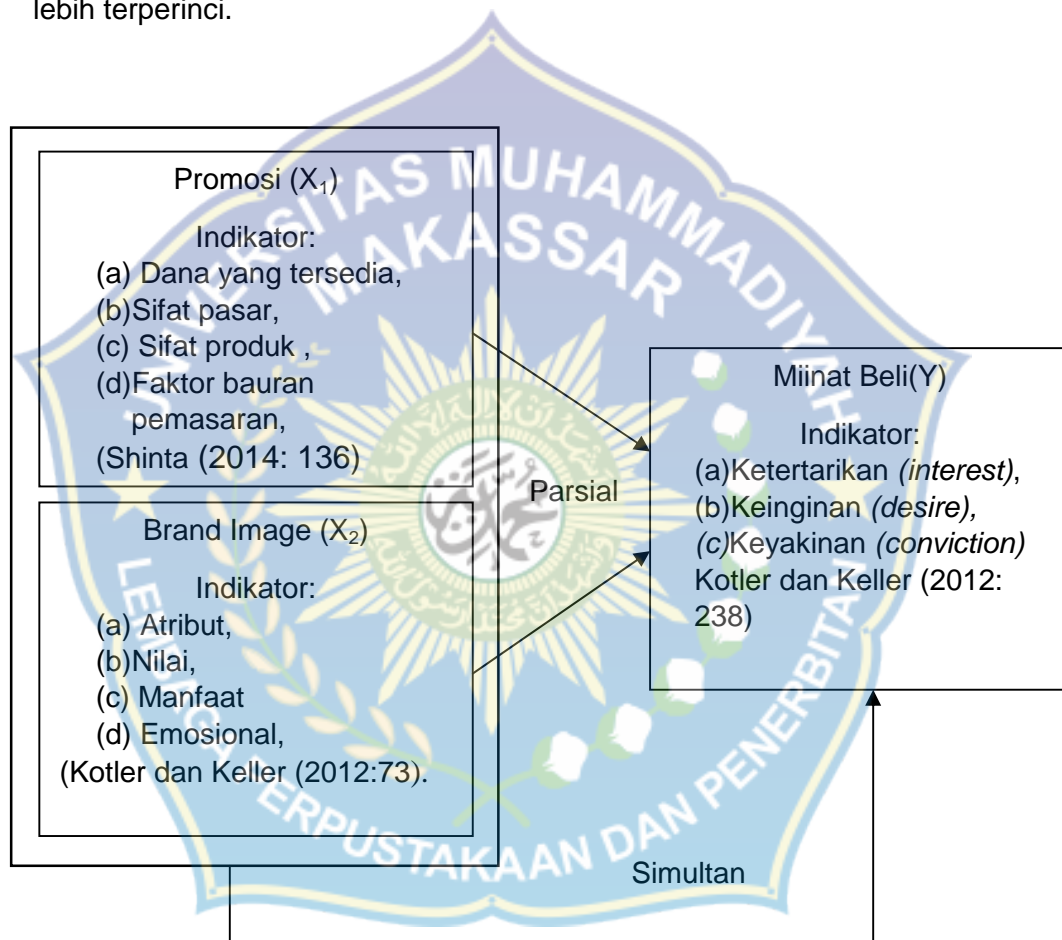 lebih terperinci.
Promosi (X₁)
Indikator:
(a) Dana yang tersedia,
(b)Sifat pasar,
(c) Sifat produk ,
(d)Faktor bauran
pemasaran,
(Shinta (2014: 136)
Brand Image (X₂)
Indikator:
(a) Atribut,
(b)Nilai,
(c) Manfaat
(d) Emosional,
(Kotler dan Keller (2012:73).
Parsial
Miinat Beli(Y)
Indikator:
(a)Ketertarikan (interest),
(b)Keinginan (desire),
(c)Keyakinan (conviction)
Kotler dan Keller (2012:
238)
Simultan
UNIVERSITAS MUHAMMADIYAH
MAKASSAR
LEMBAGA PERPUSTAKAAN DAN PENERBITAN